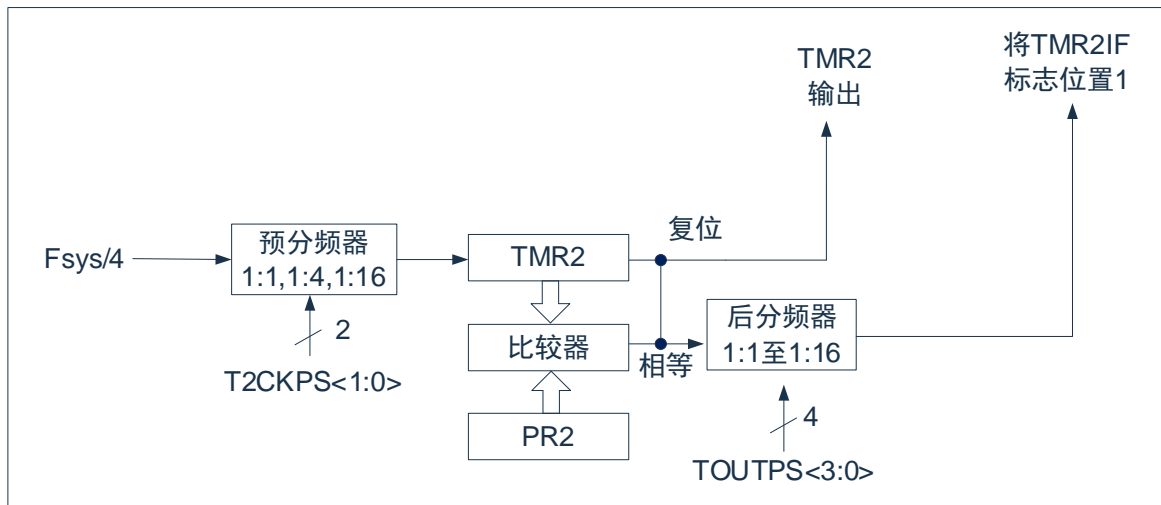 TMR2
输出
将TMR2IF
标志位置1
Fsys/4
预分频器
1:1,1:4,1:16
TMR2
复位
2
比较器
相等
后分频器
1:1至1:16
T2CKPS<1:0>
PR2
4
TOUTPS<3:0>